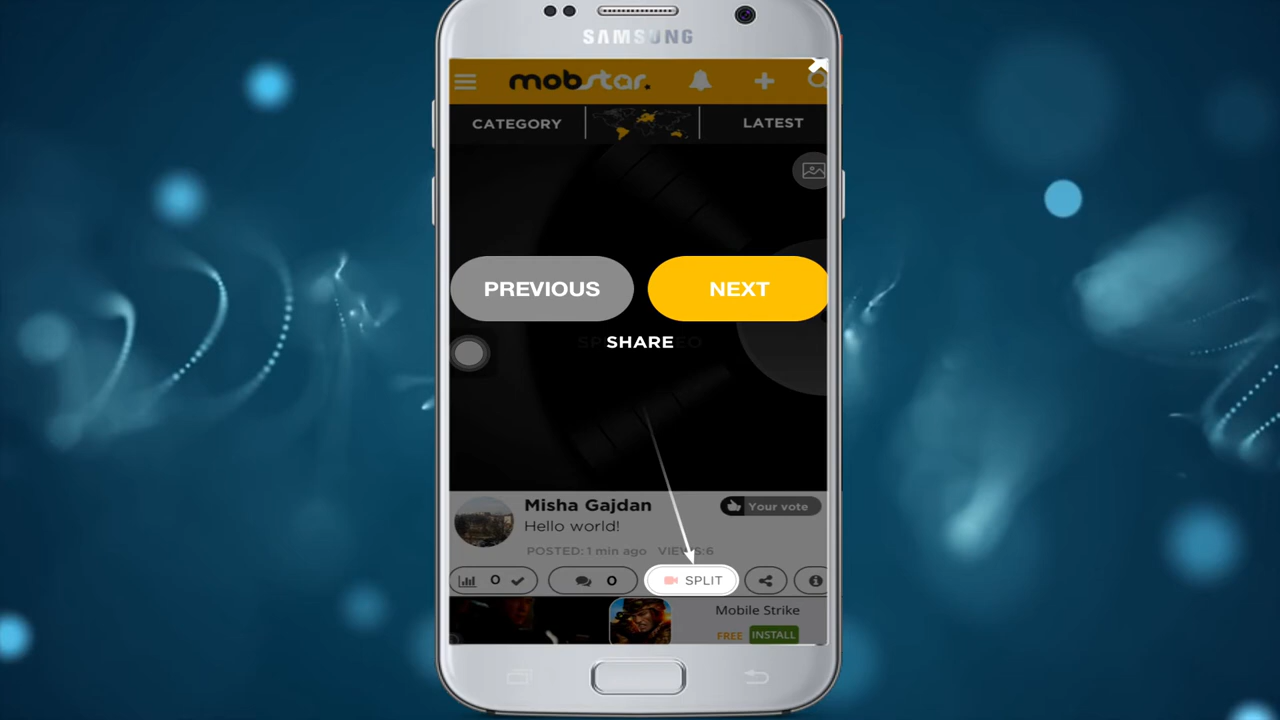 SAMSUNG
mobstar.
CATEGORY
LATEST
PREVIOUS
NEXT
SHARE
Misha Gajdan
Your vote
Hello world!
POSTED: 1 min ago VIEWS:6
0
0
SPLIT
Mobile Strike
FREE INSTALL